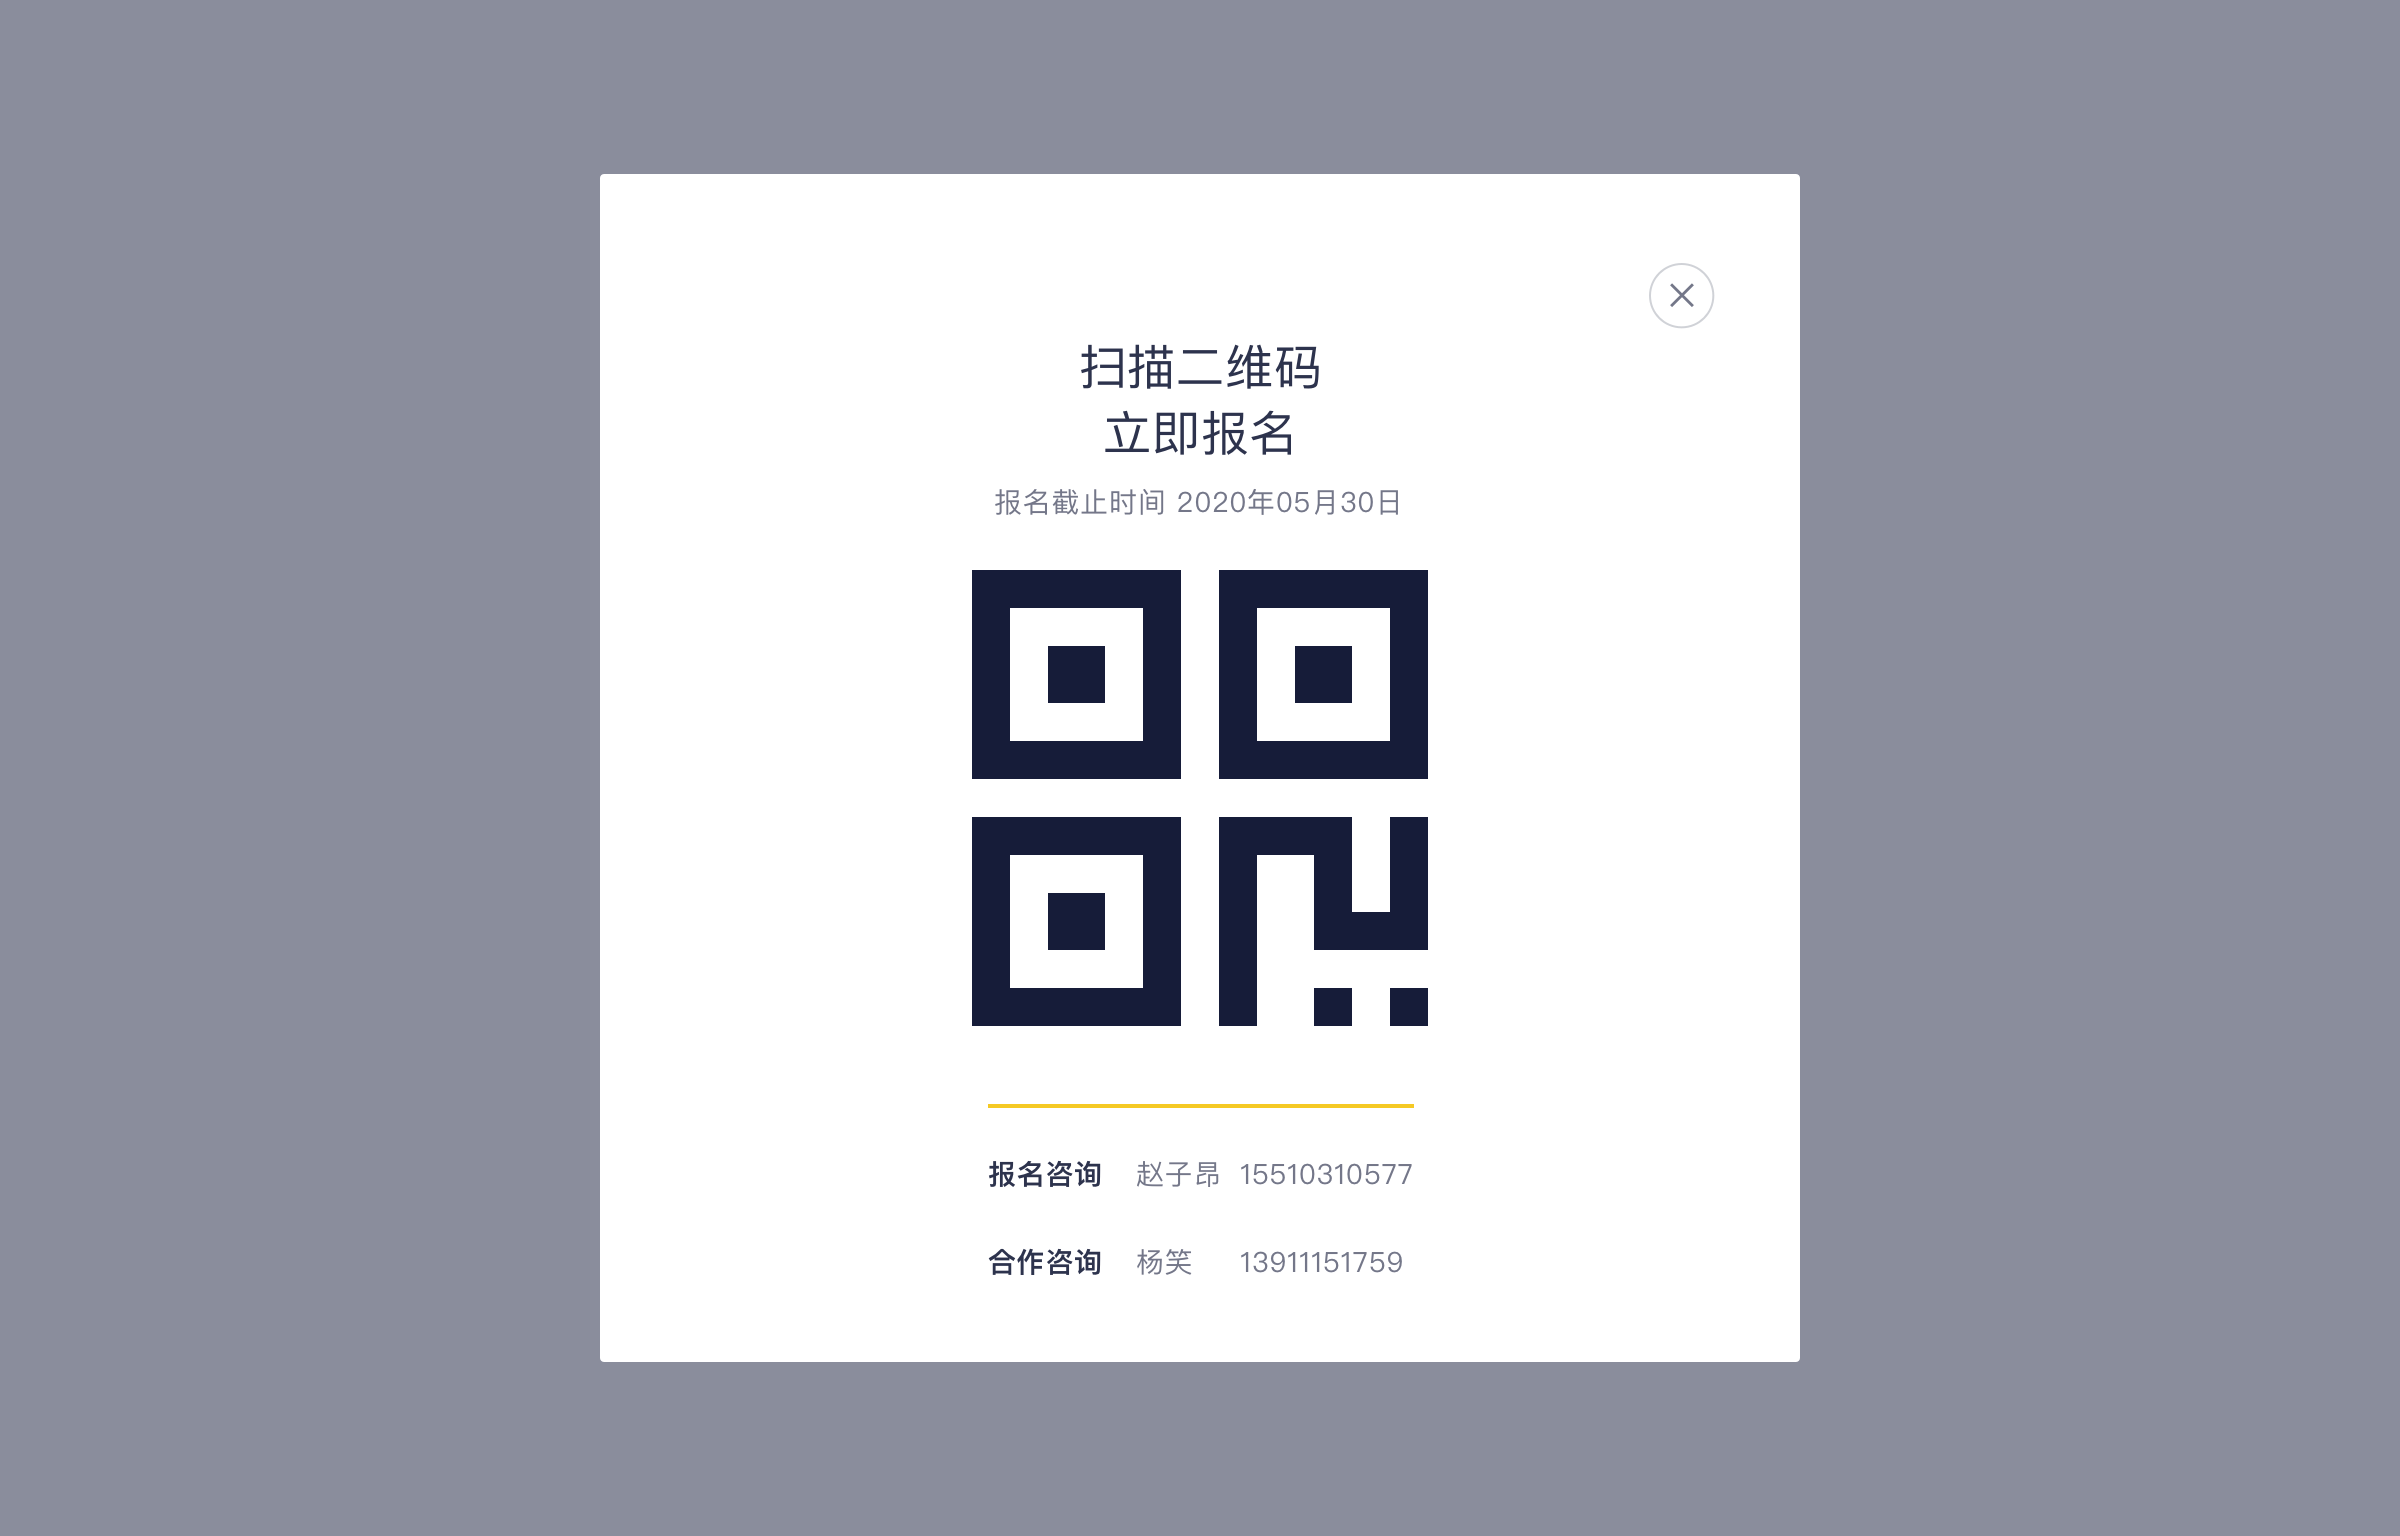 扫描二维码
立即报名
报名截止时间 2020年05月30日
报名咨询 赵子昂 15510310577
合作咨询 杨笑 13911151759